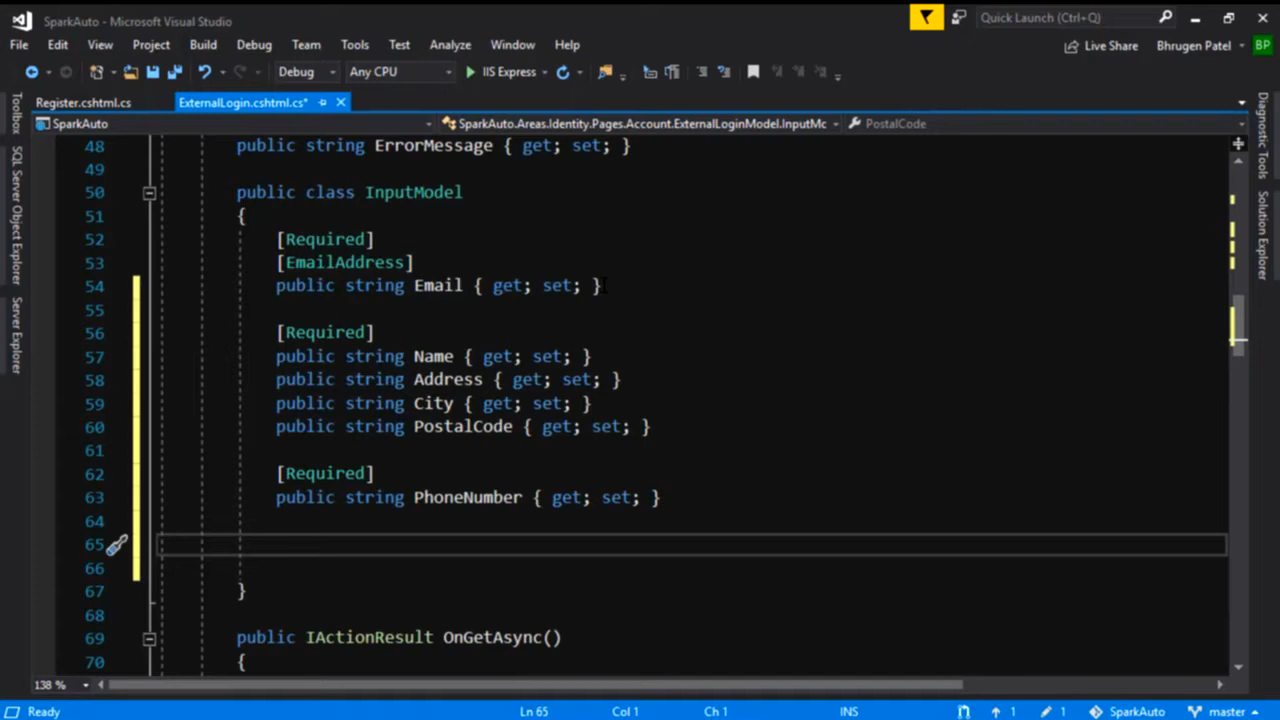 SparkAuto - Microsoft Visual Studio
Quick Launch (Ctrl+Q)
File Edit View Project Build Debug Team Tools Test Analyze Window Help
Live Share Bhrugen Patel BP
Debug Any CPU IIS Express
Register.cshtml.cs ExternalLogin.cshtml.cs*
SparkAuto SparkAuto.Areas.Identity.Pages.Account.ExternalLoginModel.InputMc PostalCode
Toolbox
SQL Server Object Explorer
Server Explorer
48 public string ErrorMessage { get; set; }
49
50 public class InputModel
51 {
52 [Required]
53 [EmailAddress]
54 public string Email { get; set; }
55
56 [Required]
57 public string Name { get; set; }
58 public string Address { get; set; }
59 public string City { get; set; }
60 public string PostalCode { get; set; }
61
62 [Required]
63 public string PhoneNumber { get; set; }
64
65
66
67 }
68
69 public IActionResult OnGetAsync()
70 {
Diagnostic Tools
Solution Explorer
138 %
Ready Ln 65 Col 1 Ch 1 INS 1 1 SparkAuto master